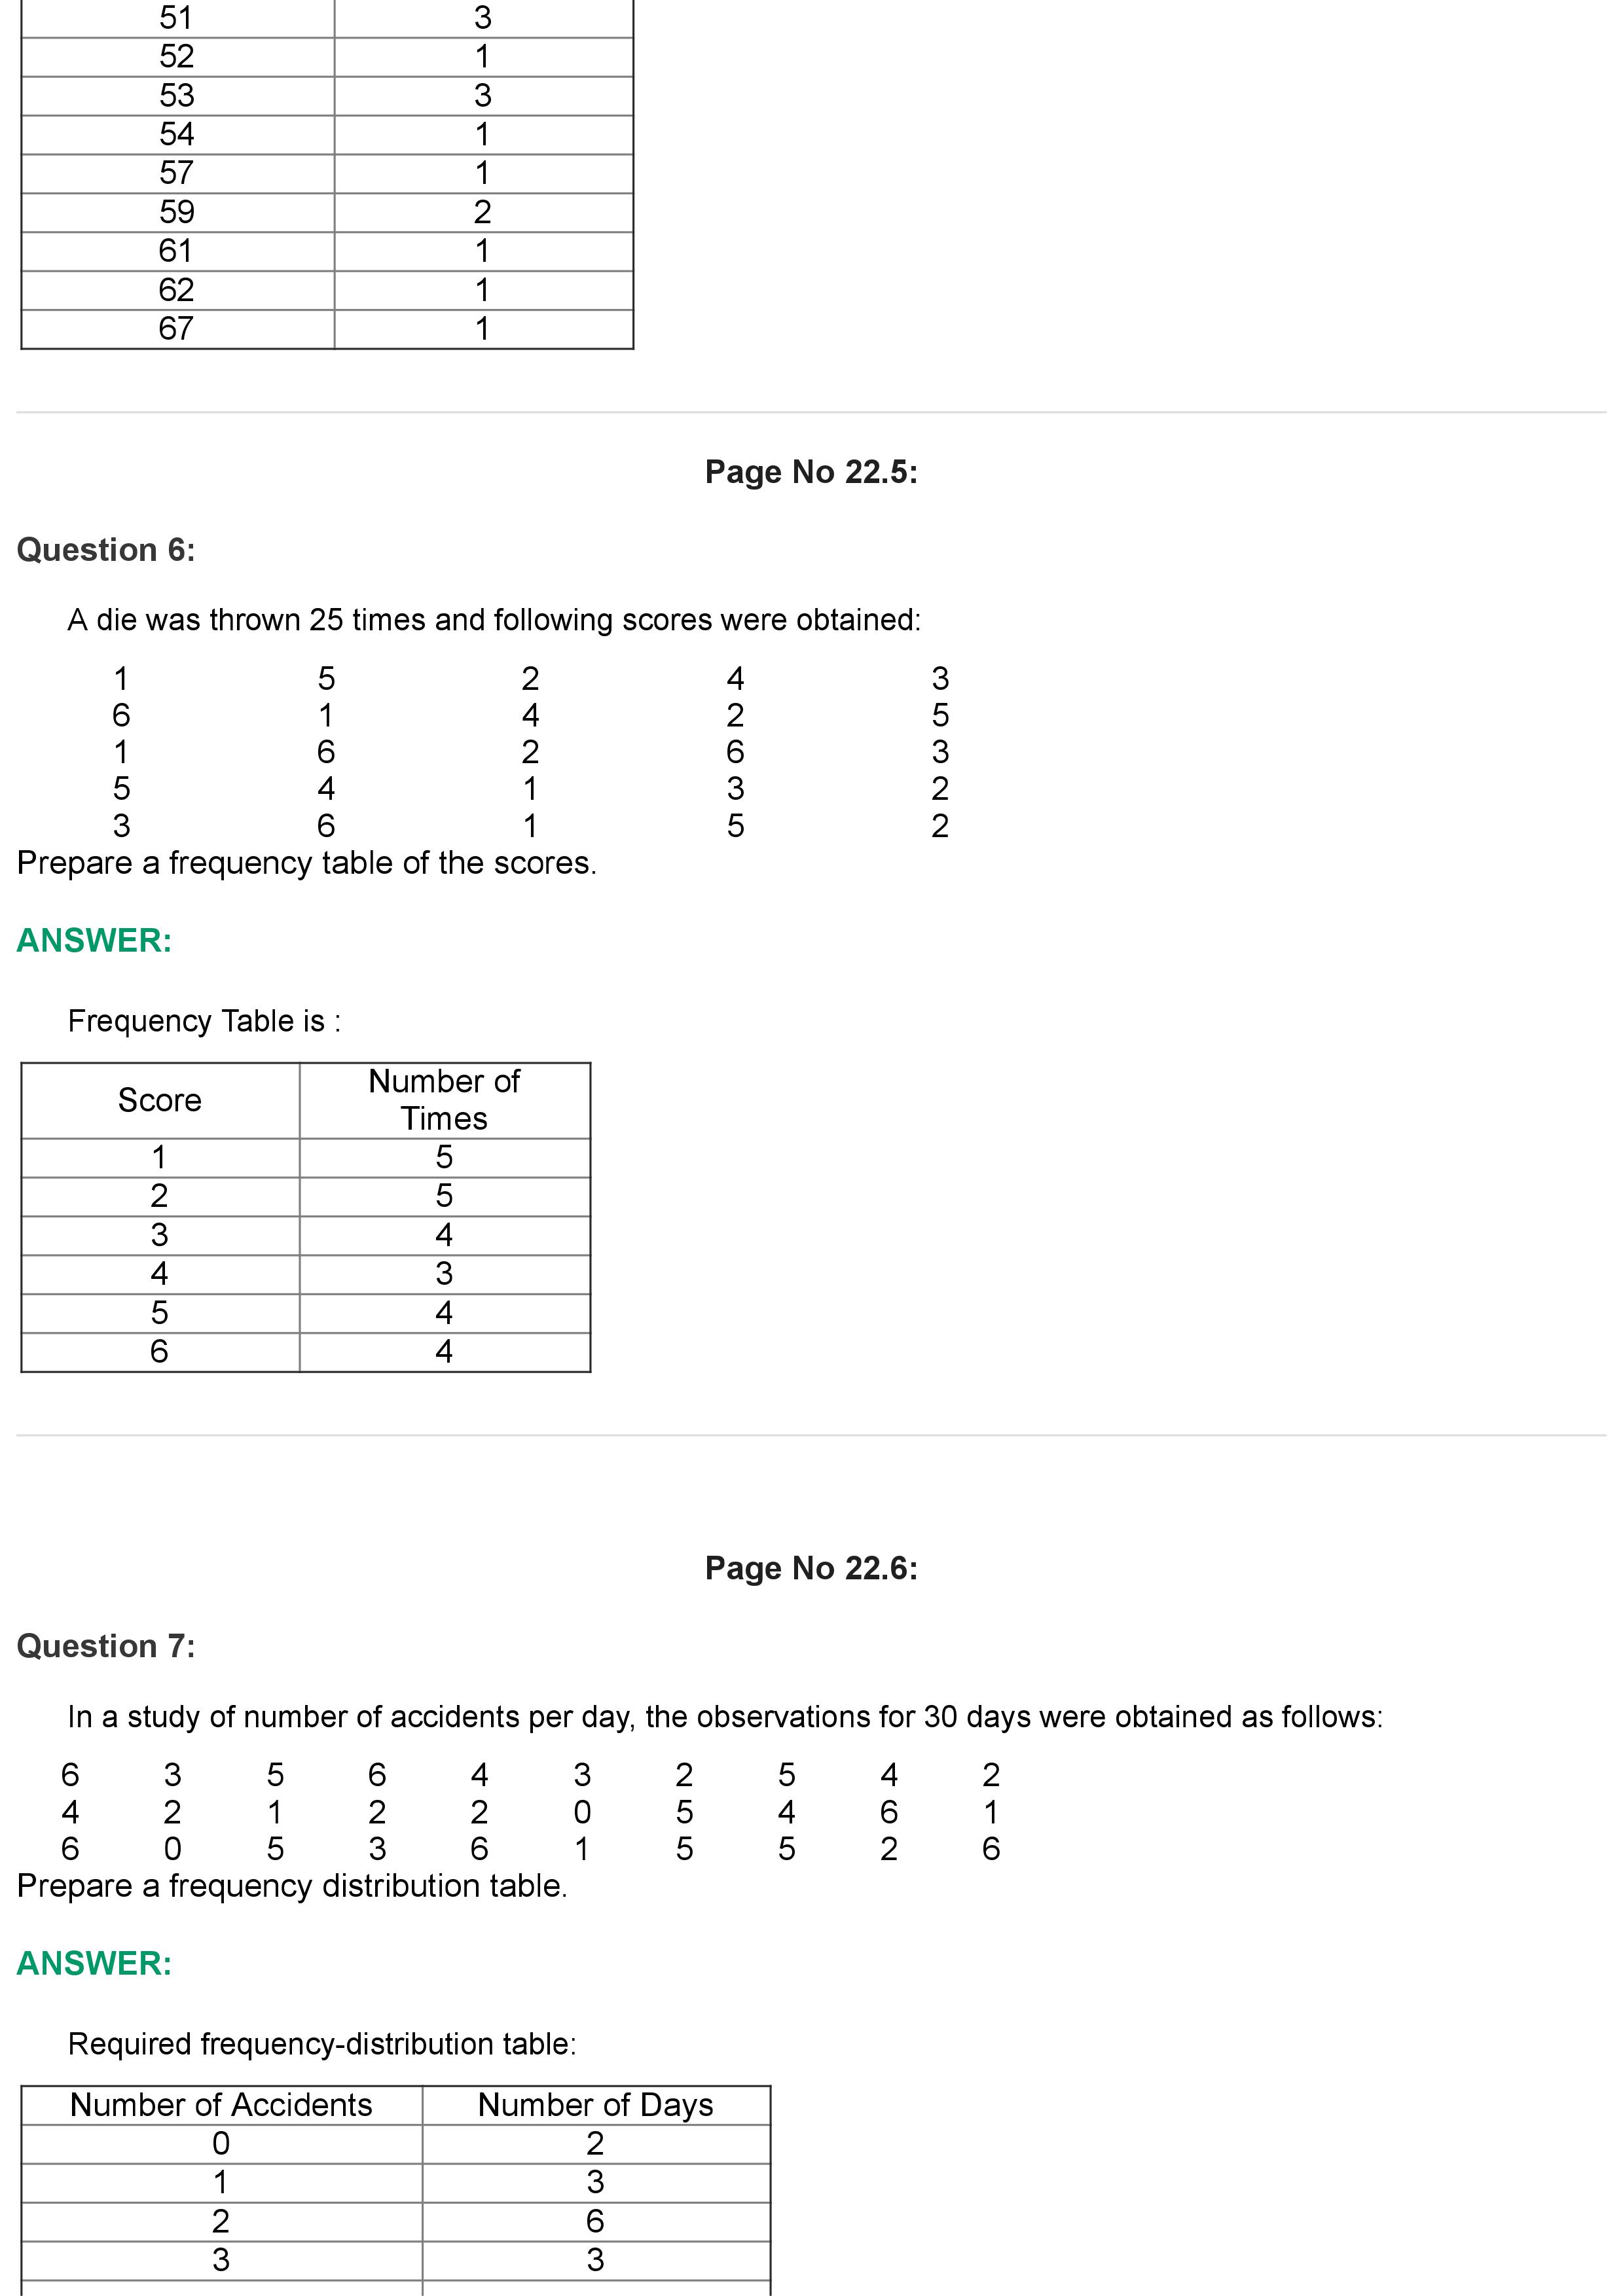 51 3
52 1
53 3
54 1
57 1
59 2
61 1
62 1
67 1
Page No 22.5:
Question 6:
A die was thrown 25 times and following scores were obtained:
1 5 2 4 3
6 1 4 2 5
1 6 2 6 3
5 4 1 3 2
3 6 1 5 2
Prepare a frequency table of the scores.
ANSWER:
Frequency Table is :
Score Number of
Times
1 5
2 5
3 4
4 3
5 4
6 4
Page No 22.6:
Question 7:
In a study of number of accidents per day, the observations for 30 days were obtained as follows:
6 3 5 6 4 3 2 5 4 2
4 2 1 2 2 0 5 4 6 1
6 0 5 3 6 1 5 5 2 6
Prepare a frequency distribution table.
ANSWER:
Required frequency-distribution table:
Number of Accidents Number of Days
0 2
1 3
2 6
3 3